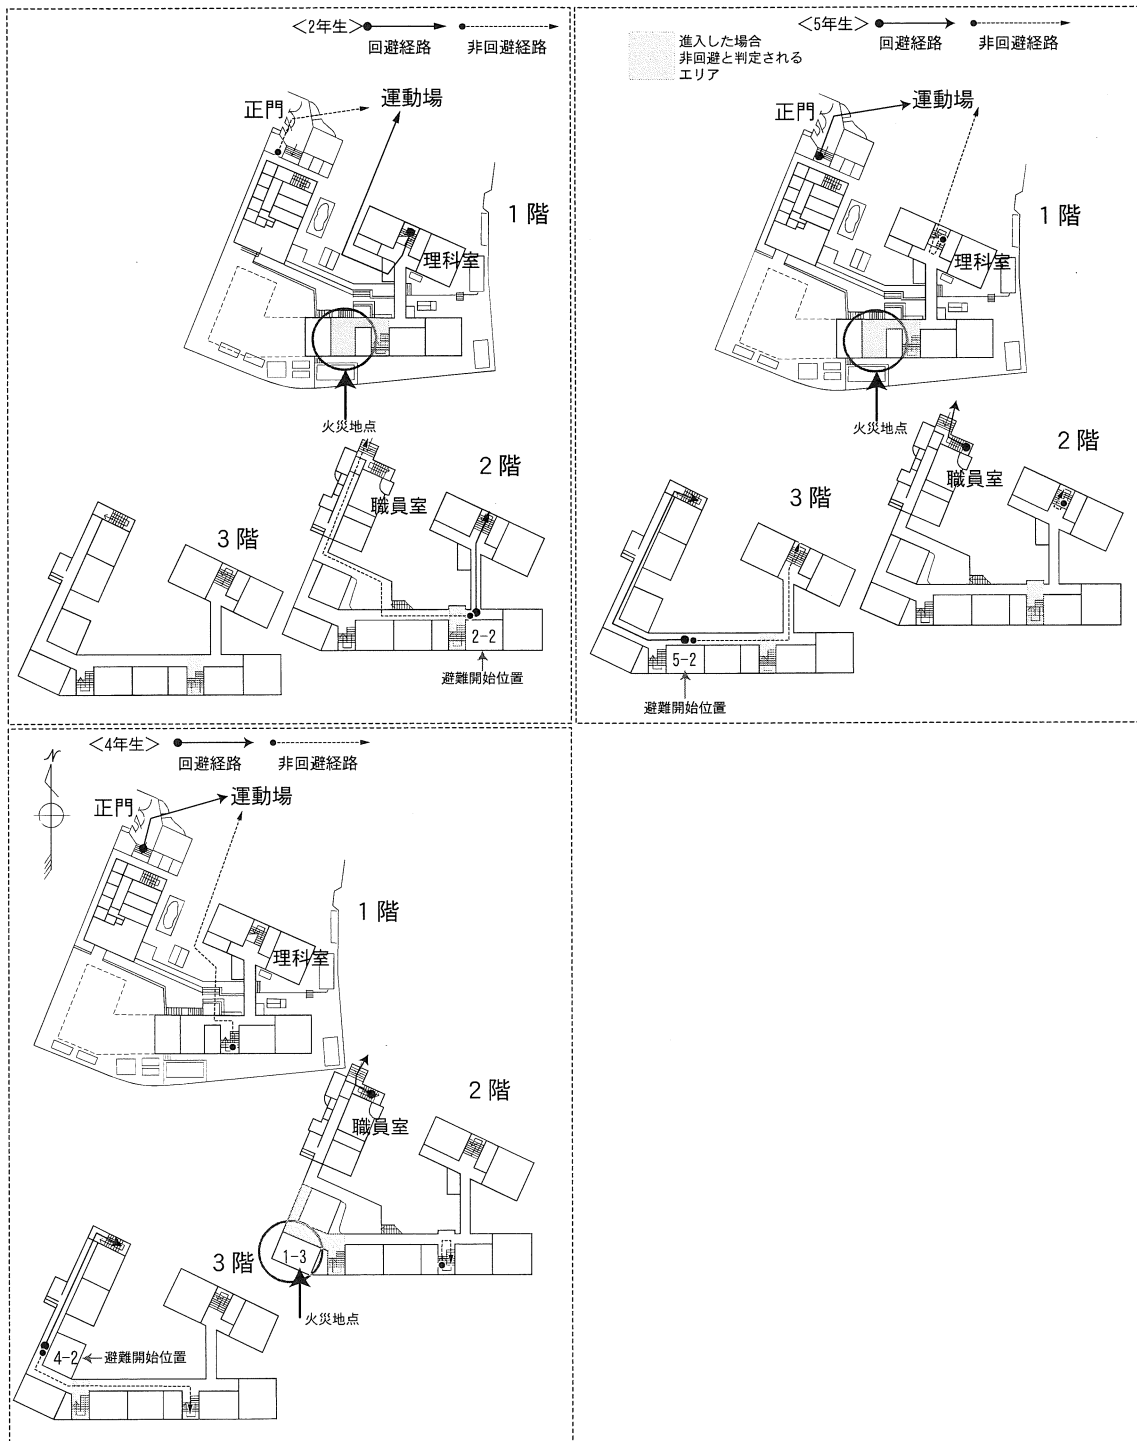 <2年生>
回避経路
非回避経路
正門
運動場
1階
理科室
火災地点
2階
職員室
3階
2-2
避難開始位置
<5年生>
回避経路
非回避経路
進入した場合
非回避と判定される
エリア
正門
運動場
1階
理科室
火災地点
2階
職員室
3階
5-2
避難開始位置
<4年生>
回避経路
非回避経路
N
正門
運動場
1階
理科室
2階
職員室
1-3
3階
火災地点
4-2
避難開始位置